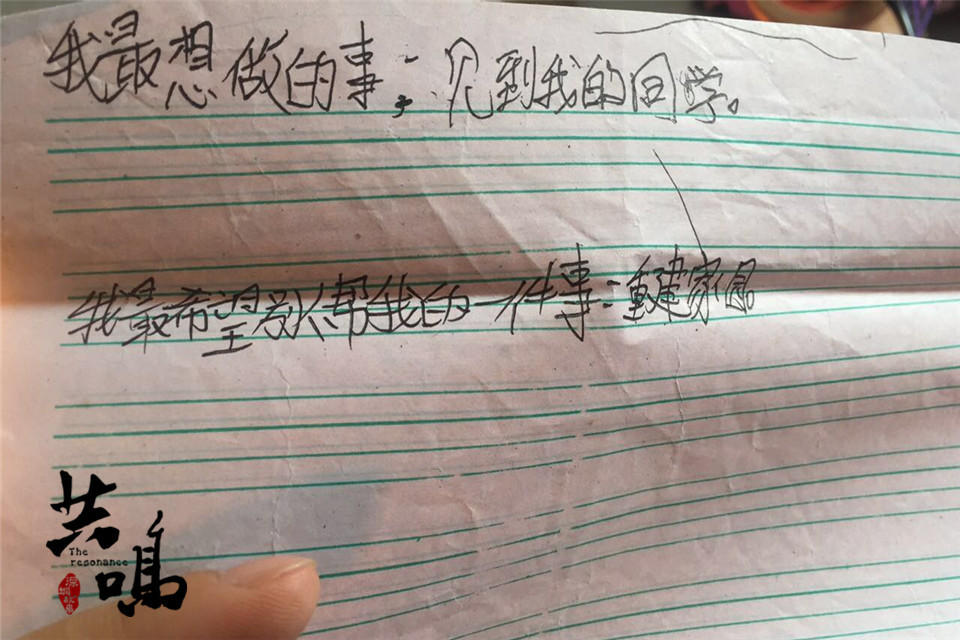 我最想做的事：见到我的同学。
我最希望别人帮我的一件事：重建家园
共鸣
The
resonance